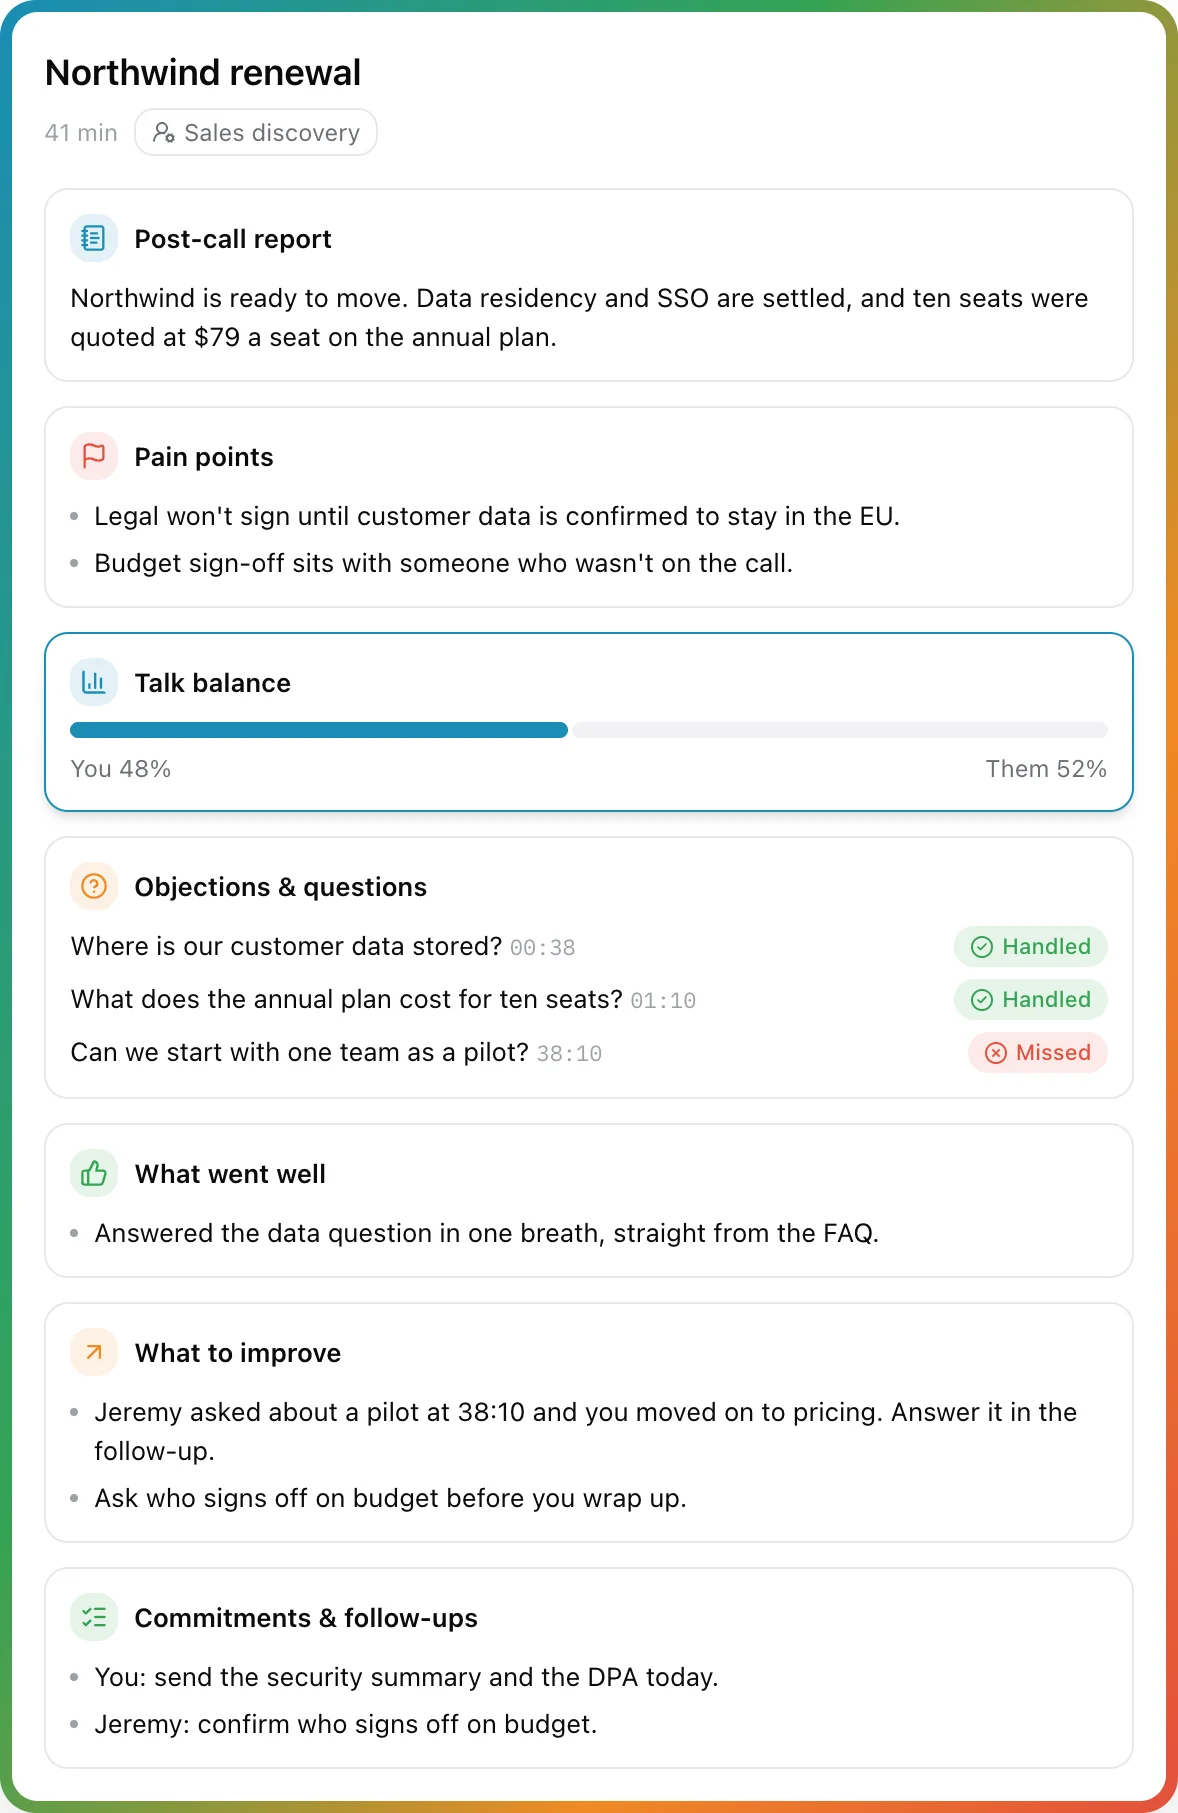 Northwind renewal
41 min Sales discovery
Post-call report
Northwind is ready to move. Data residency and SSO are settled, and ten seats were
quoted at $79 a seat on the annual plan.
Pain points
Legal won't sign until customer data is confirmed to stay in the EU.
Budget sign-off sits with someone who wasn't on the call.
Talk balance
You 48% Them 52%
Objections & questions
Where is our customer data stored? 00:38 Handled
What does the annual plan cost for ten seats? 01:10 Handled
Can we start with one team as a pilot? 38:10 Missed
What went well
Answered the data question in one breath, straight from the FAQ.
What to improve
Jeremy asked about a pilot at 38:10 and you moved on to pricing. Answer it in the
follow-up.
Ask who signs off on budget before you wrap up.
Commitments & follow-ups
You: send the security summary and the DPA today.
Jeremy: confirm who signs off on budget.